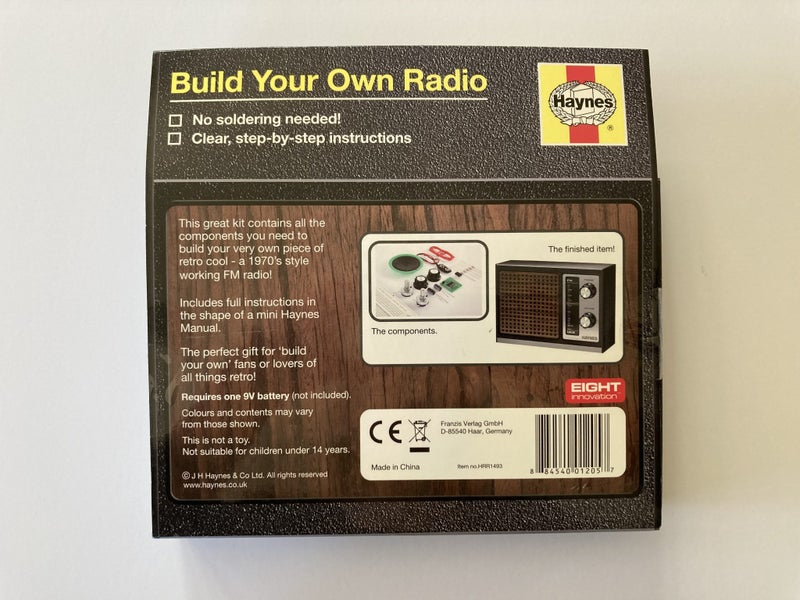 Build Your Own Radio
No soldering needed!
Clear, step-by-step instructions
Haynes
®
This great kit contains all the
components you need to
build your very own piece of
retro cool - a 1970's style
working FM radio!
Includes full instructions in
the shape of a mini Haynes
Manual.
The perfect gift for 'build
your own' fans or lovers of
all things retro!
Requires one 9V battery (not included).
Colours and contents may vary
from those shown.
This is not a toy.
Not suitable for children under 14 years.
© J H Haynes & Co Ltd. All rights reserved
www.haynes.co.uk
The finished item!
HAYNES
The components.
EIGHT
innovation
CE
Franzis Verlag GmbH
D-85540 Haar, Germany
Made in China
Item no.HRR1493
8 84540 01205 7